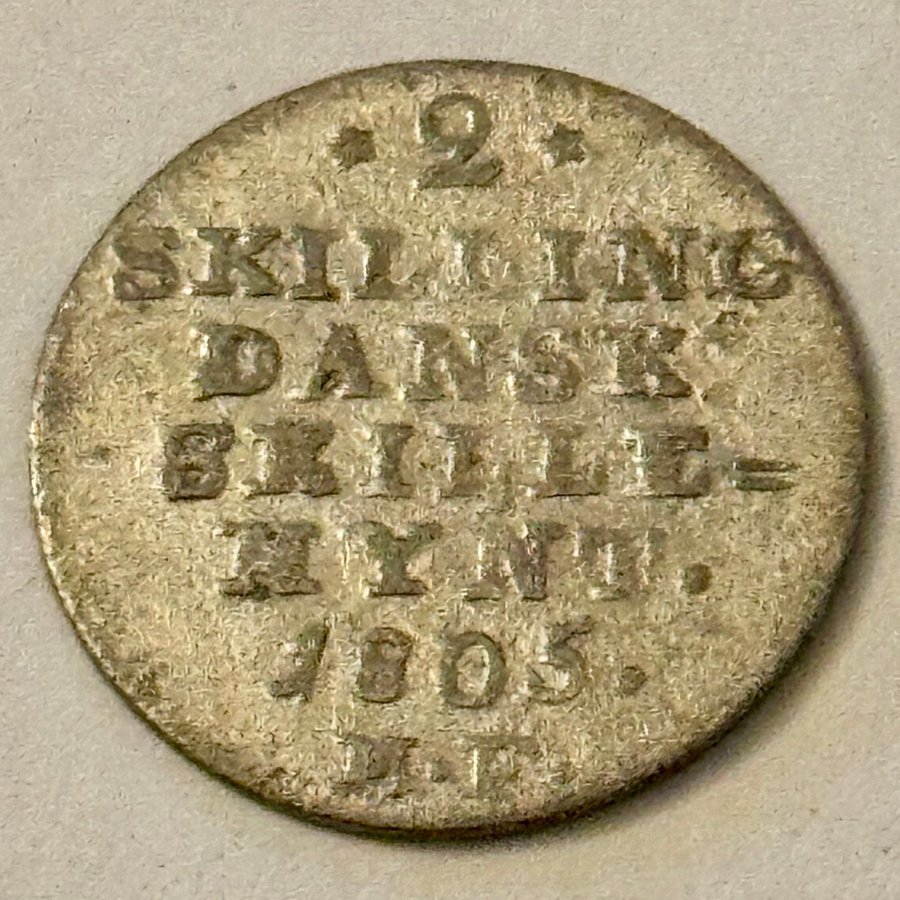 * 2 *
SKILLING
DANSK
SKILLE=
MYNT.
1805.
M·F